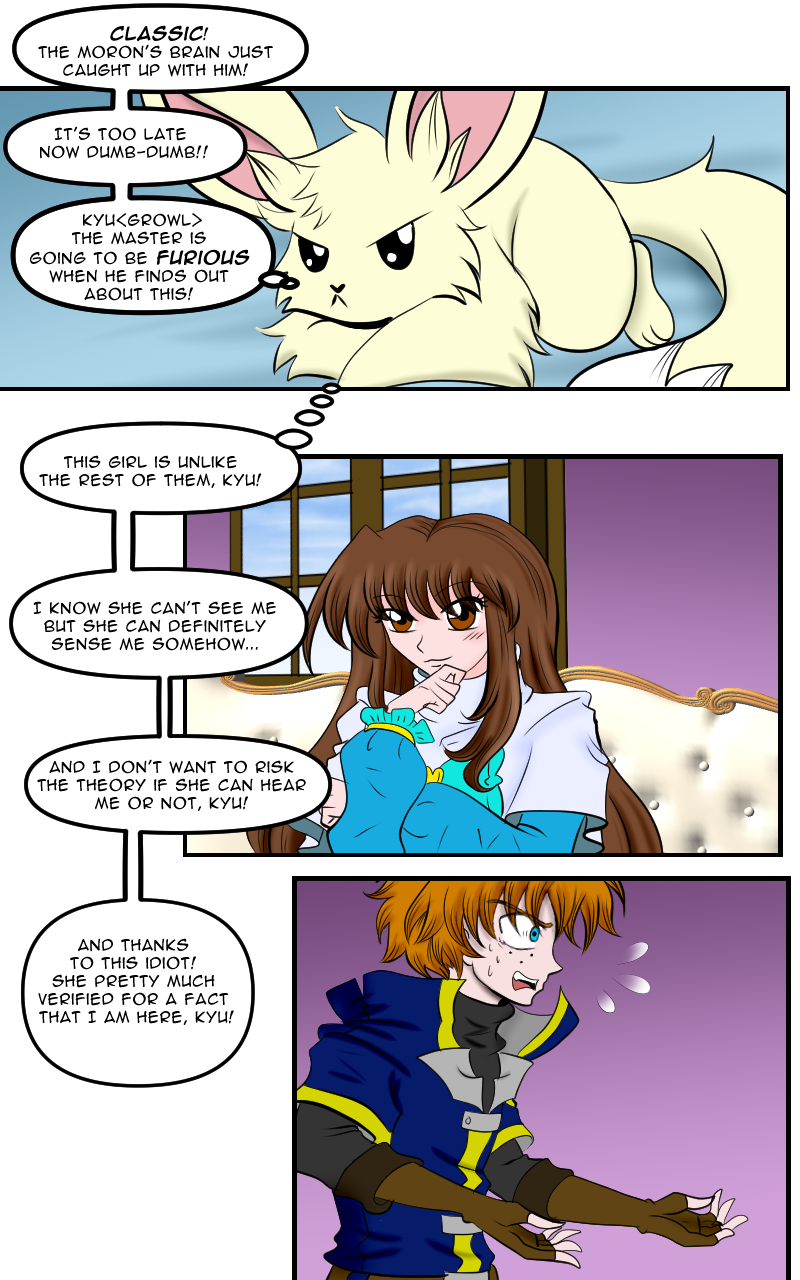 CLASSIC!
THE MORON'S BRAIN JUST
CAUGHT UP WITH HIM!
IT'S TOO LATE
NOW DUMB-DUMB!!
KYU<GROWL>
THE MASTER IS
GOING TO BE FURIOUS
WHEN HE FINDS OUT
ABOUT THIS!
THIS GIRL IS UNLIKE
THE REST OF THEM, KYU!
I KNOW SHE CAN'T SEE ME
BUT SHE CAN DEFINITELY
SENSE ME SOMEHOW...
AND I DON'T WANT TO RISK
THE THEORY IF SHE CAN HEAR
ME OR NOT, KYU!
AND THANKS
TO THIS IDIOT!
SHE PRETTY MUCH
VERIFIED FOR A FACT
THAT I AM HERE, KYU!